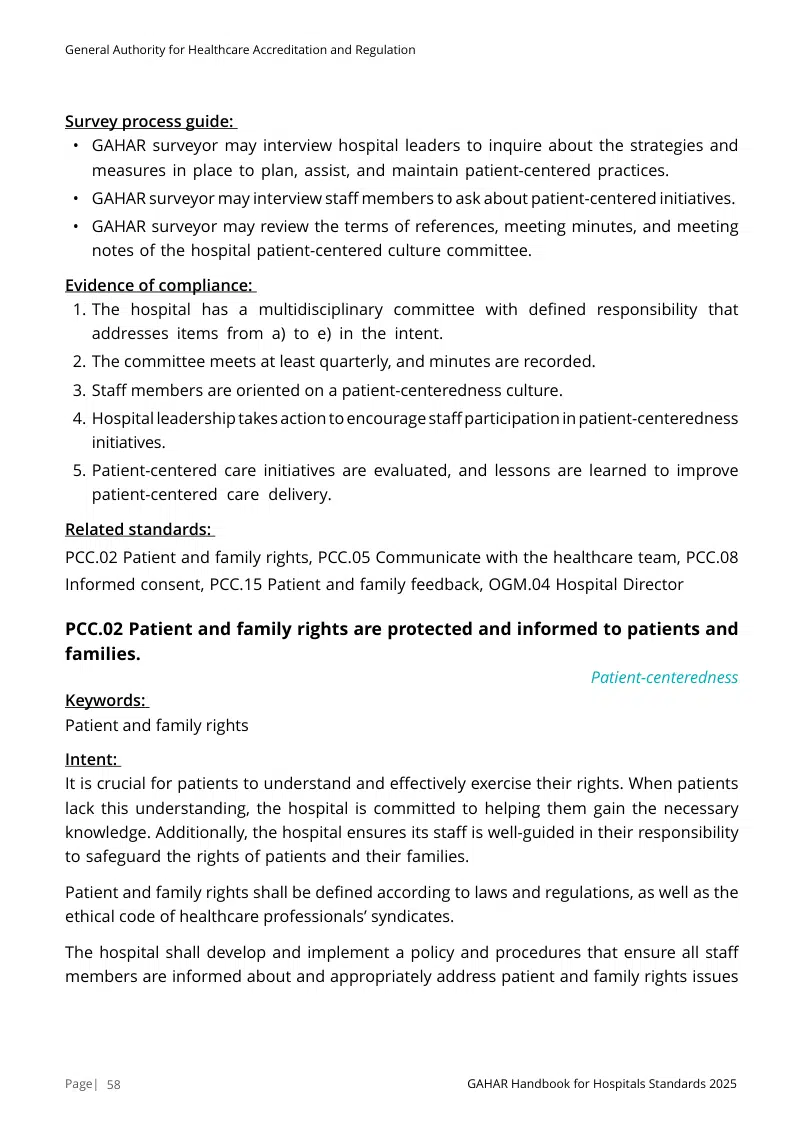 General Authority for Healthcare Accreditation and Regulation
Survey process guide:
• GAHAR surveyor may interview hospital leaders to inquire about the strategies and
measures in place to plan, assist, and maintain patient-centered practices.
• GAHAR surveyor may interview staff members to ask about patient-centered initiatives.
• GAHAR surveyor may review the terms of references, meeting minutes, and meeting
notes of the hospital patient-centered culture committee.
Evidence of compliance:
1. The hospital has a multidisciplinary committee with defined responsibility that
addresses items from a) to e) in the intent.
2. The committee meets at least quarterly, and minutes are recorded.
3. Staff members are oriented on a patient-centeredness culture.
4. Hospital leadership takes action to encourage staff participation in patient-centeredness
initiatives.
5. Patient-centered care initiatives are evaluated, and lessons are learned to improve
patient-centered care delivery.
Related standards:
PCC.02 Patient and family rights, PCC.05 Communicate with the healthcare team, PCC.08
Informed consent, PCC.15 Patient and family feedback, OGM.04 Hospital Director
PCC.02 Patient and family rights are protected and informed to patients and
families.
Patient-centeredness
Keywords:
Patient and family rights
Intent:
It is crucial for patients to understand and effectively exercise their rights. When patients
lack this understanding, the hospital is committed to helping them gain the necessary
knowledge. Additionally, the hospital ensures its staff is well-guided in their responsibility
to safeguard the rights of patients and their families.
Patient and family rights shall be defined according to laws and regulations, as well as the
ethical code of healthcare professionals’ syndicates.
The hospital shall develop and implement a policy and procedures that ensure all staff
members are informed about and appropriately address patient and family rights issues
Page| 58
GAHAR Handbook for Hospitals Standards 2025